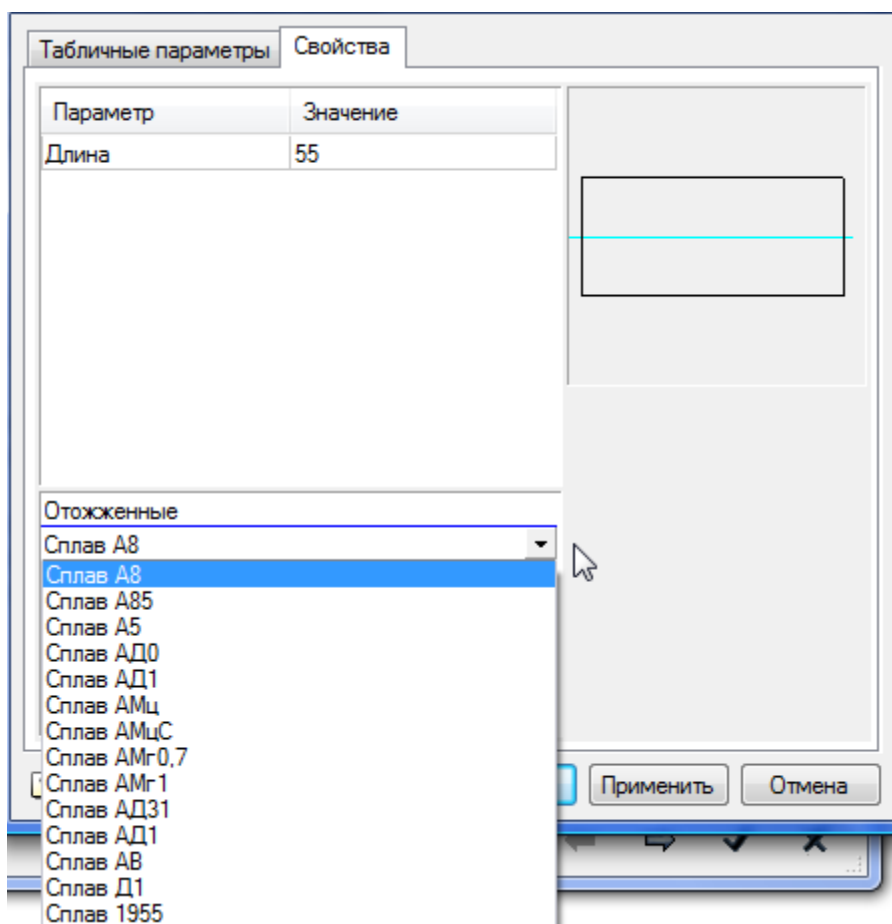 Табличные параметры Свойства
Параметр Значение
Длина 55
Отожженные
Сплав А8
Сплав А8
Сплав А85
Сплав А5
Сплав АД0
Сплав АД1
Сплав АМц
Сплав АМцС
Сплав АМг0,7
Сплав АМг1
Применить Отмена
Сплав АД31
Сплав АД1
Сплав АВ
Сплав Д1
Сплав 1955